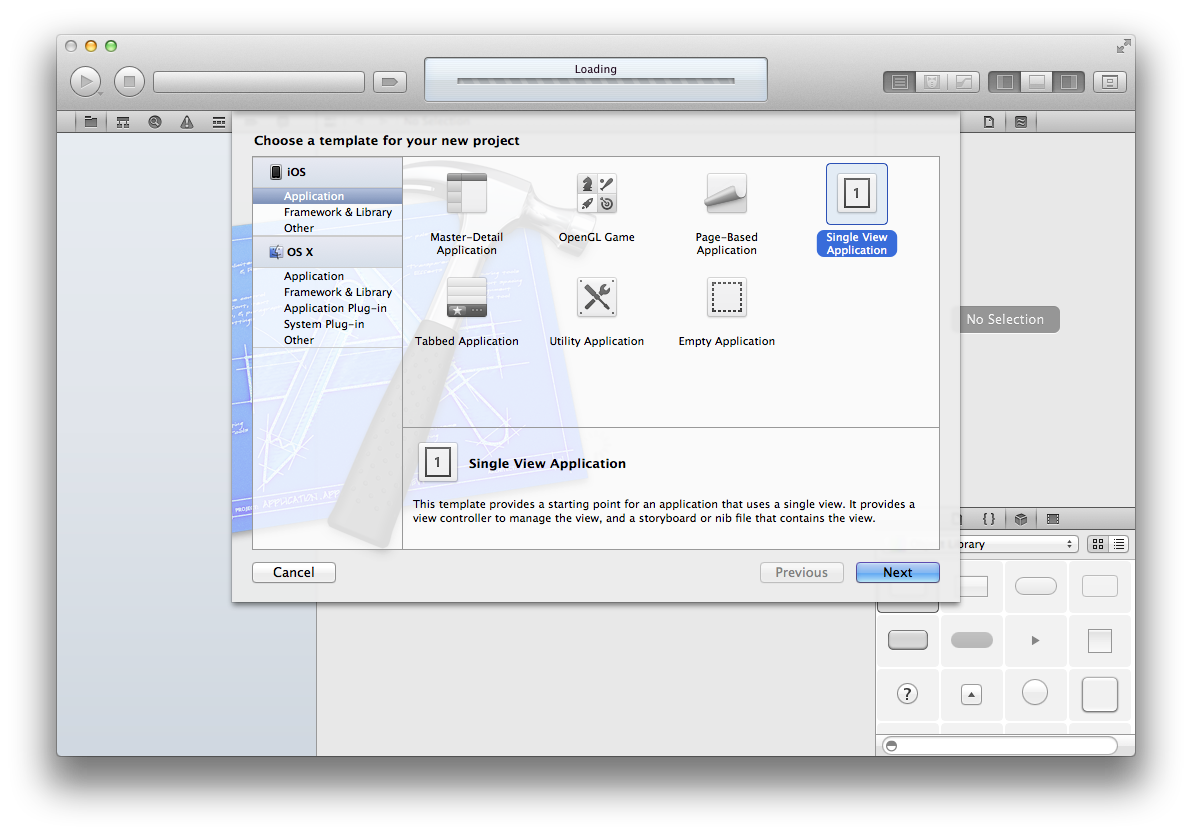 Loading
Choose a template for your new project
iOS
Application
Framework & Library
Other
OS X
Application
Framework & Library
Application Plug-in
System Plug-in
Other
Master-Detail
Application
OpenGL Game
Page-Based
Application
1
Single View
Application
Tabbed Application
Utility Application
Empty Application
1
Single View Application
This template provides a starting point for an application that uses a single view. It provides a
view controller to manage the view, and a storyboard or nib file that contains the view.
Cancel
Previous
Next
No Selection
{ }
?